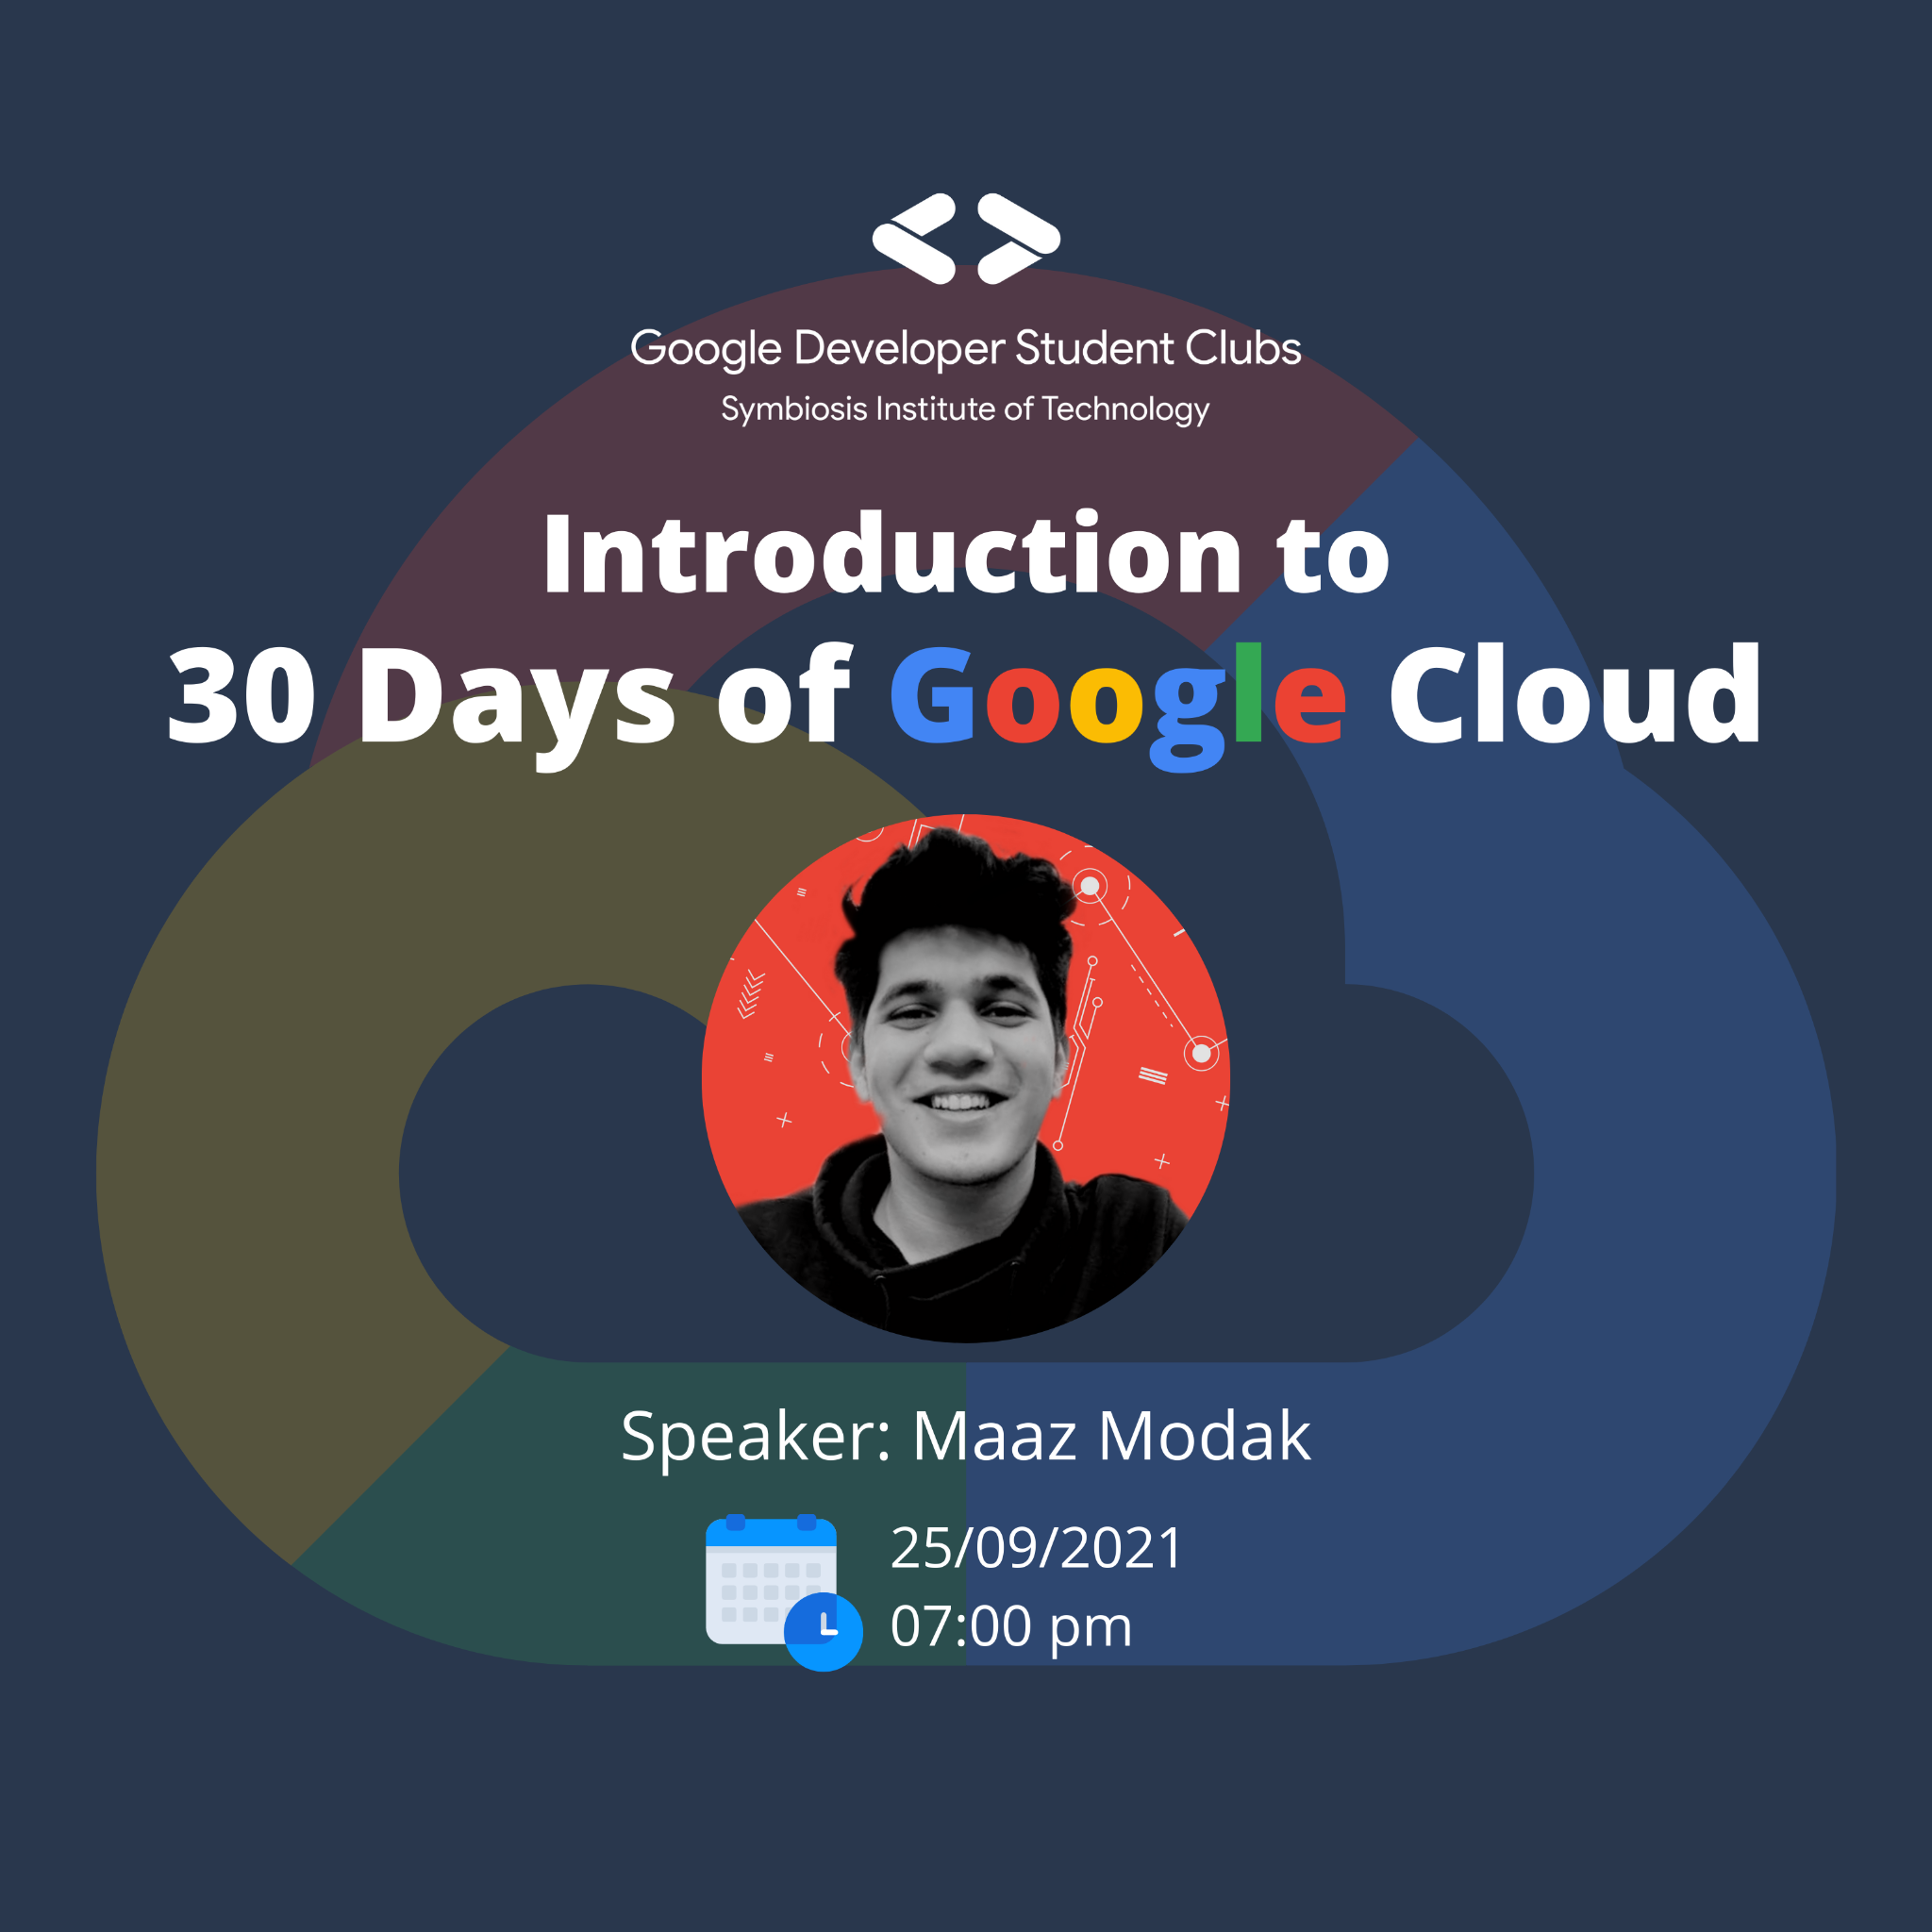 Google Developer Student Clubs
Symbiosis Institute of Technology
Introduction to
30 Days of Google Cloud
Speaker: Maaz Modak
25/09/2021
07:00 pm